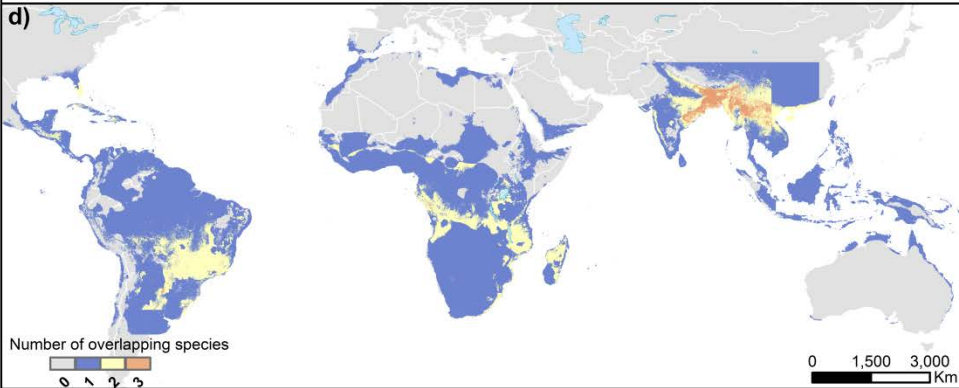 d)
Number of overlapping species
0 1 2 3
0 1,500 3,000
Km